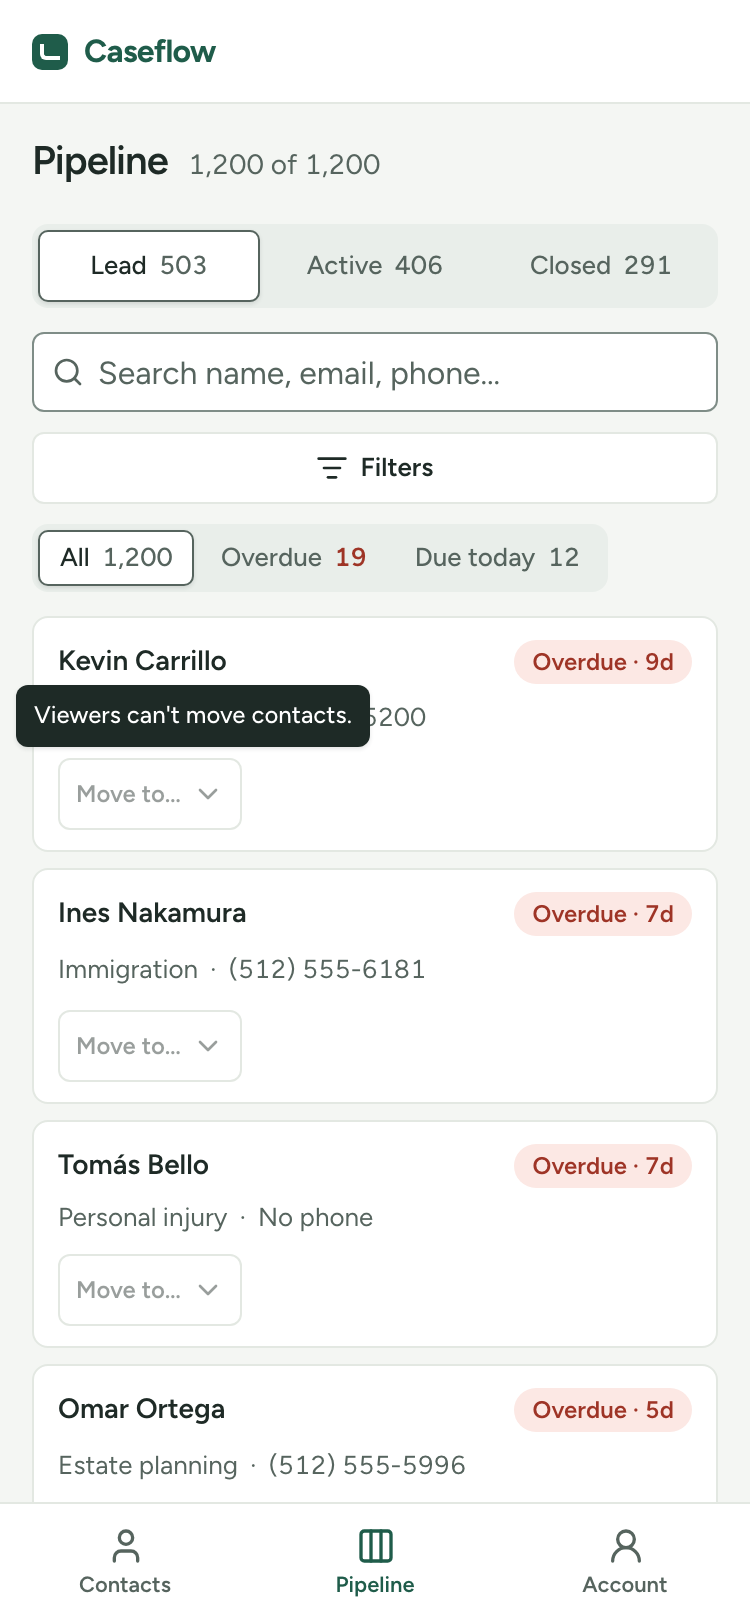 Caseflow
Pipeline 1,200 of 1,200
Lead 503 Active 406 Closed 291
Search name, email, phone...
Filters
All 1,200 Overdue 19 Due today 12
Kevin Carrillo Overdue · 9d
Viewers can't move contacts.
Move to...
Ines Nakamura Overdue · 7d
Immigration · (512) 555-6181
Move to...
Tomás Bello Overdue · 7d
Personal injury · No phone
Move to...
Omar Ortega Overdue · 5d
Estate planning · (512) 555-5996
Contacts Pipeline Account